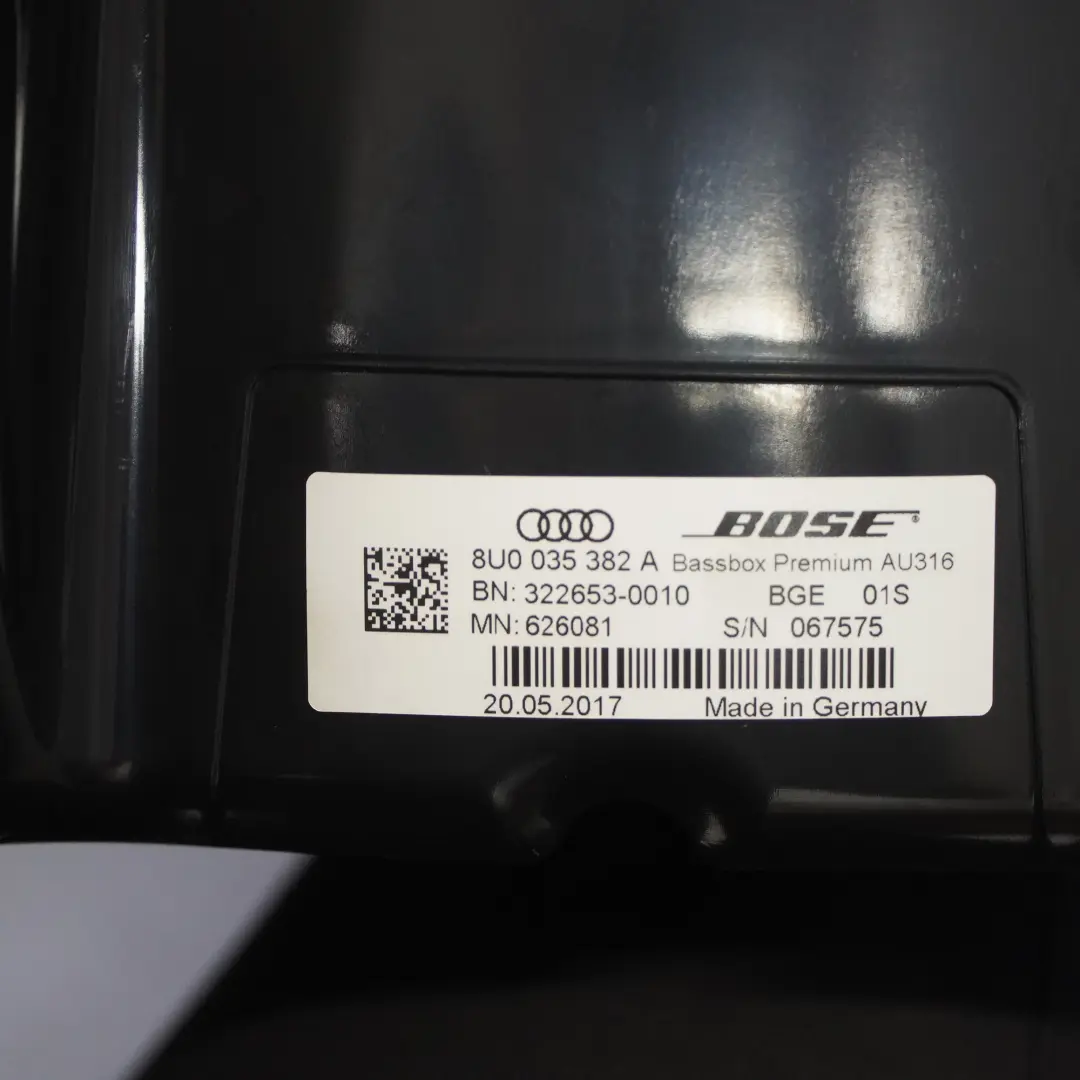 BOSE®
8U0 035 382 A Bassbox Premium AU316
BN: 322653-0010 BGE 01S
MN: 626081 S/N 067575
20.05.2017 Made in Germany